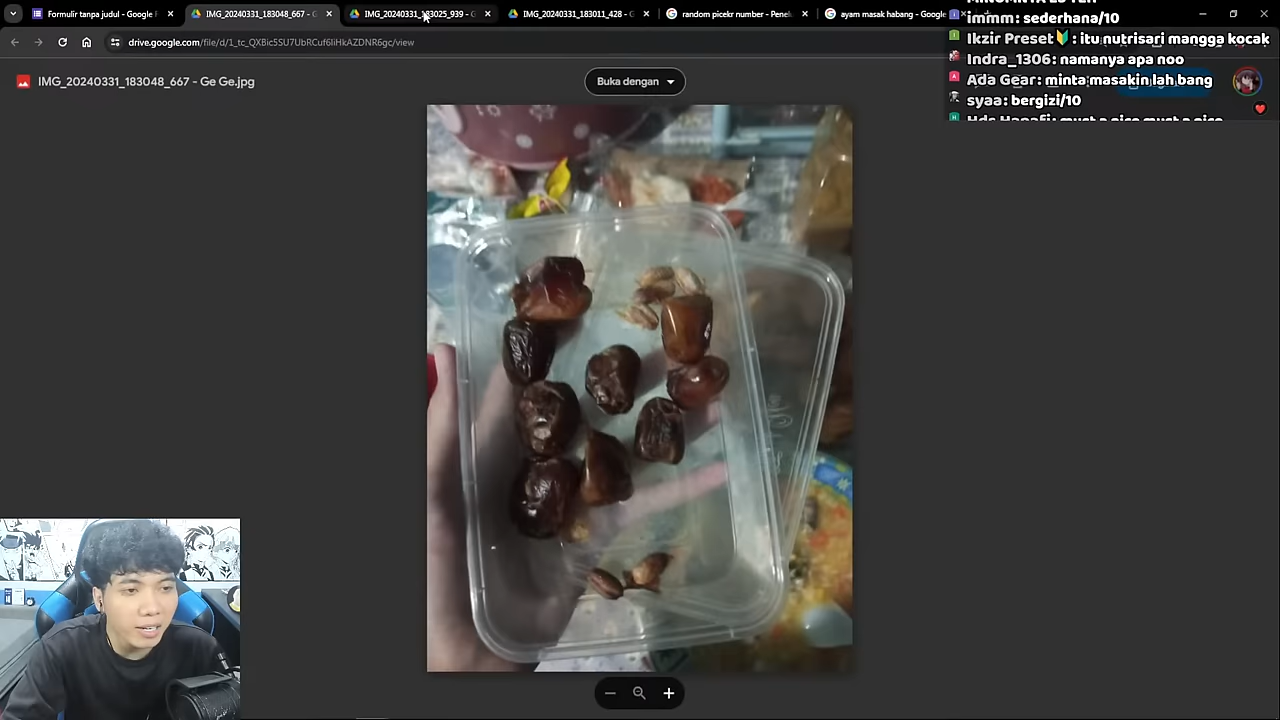 Formulir tanpa judul - Google F
IMG_20240331_183048_667 - G
IMG_20240331_183025_939 - G
IMG_20240331_183011_428 - G
random picekr number - Penel
ayam masak habang - Google
drive.google.com/file/d/1_tc_QXBic5SU7UbRCuf6liHkAZDNR6gc/view
IMG_20240331_183048_667 - Ge Ge.jpg
Buka dengan
immm: sederhana/10
Ikzir Preset: itu nutrisari mangga kocak
Indra_1306: namanya apa noo
Ada Gear: minta masakin lah bang
syaa: bergizi/10